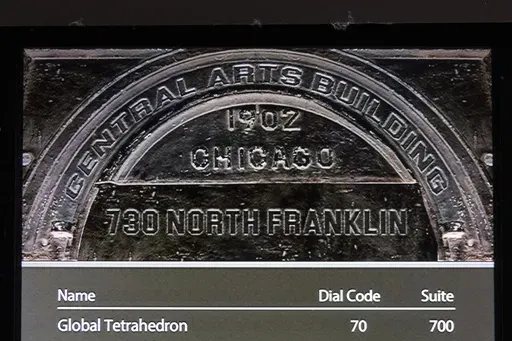 CENTRAL ARTS BUILDING
1902
CHICAGO
730 NORTH FRANKLIN
Name Dial Code Suite
Global Tetrahedron 70 700